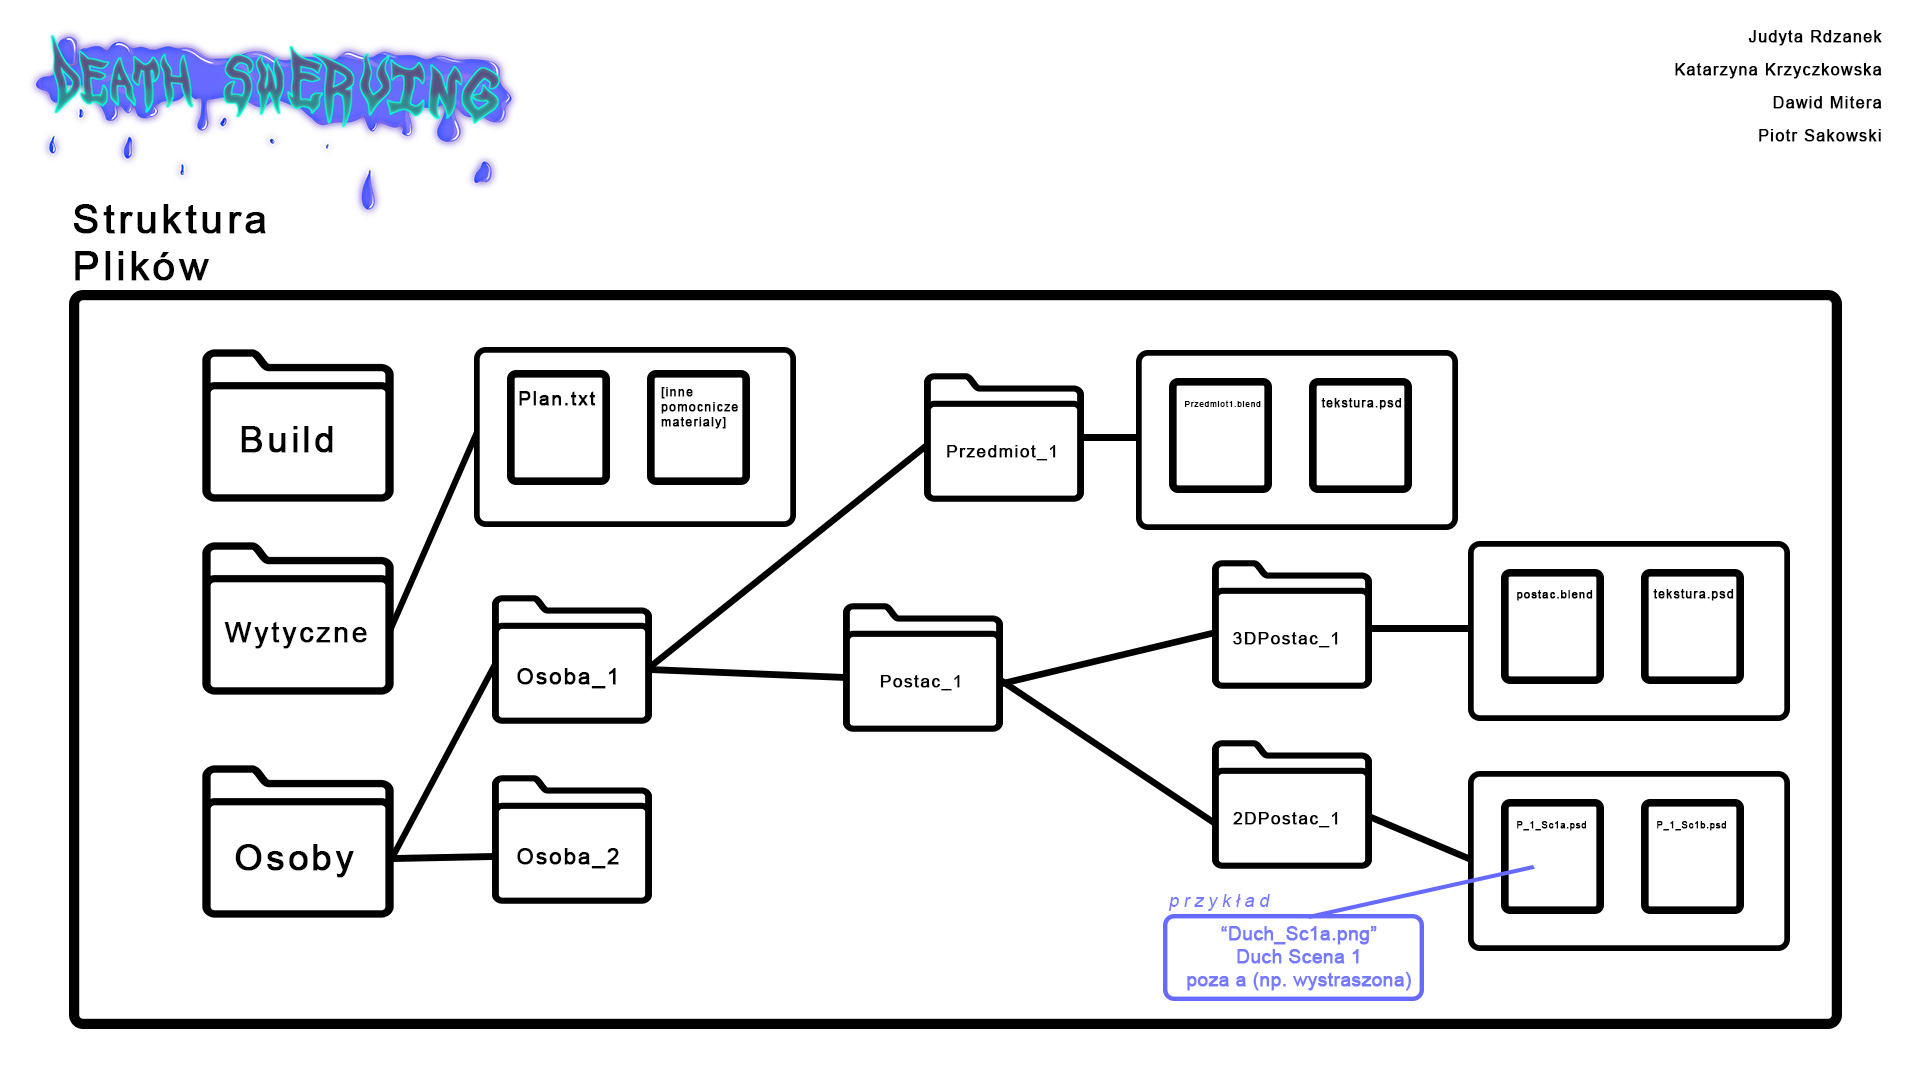 DEATH SWERVING
Judyta Rdzanek
Katarzyna Krzyczkowska
Dawid Mitera
Piotr Sakowski
Struktura
Plików
Build
Plan.txt
[inne
pomocnicze
materialy]
Przedmiot_1
Przedmiot1.blend
tekstura.psd
Wytyczne
Osoba_1
Postac_1
3DPostac_1
postac.blend
tekstura.psd
Osoby
Osoba_2
2DPostac_1
P_1_Sc1a.psd
P_1_Sc1b.psd
przykład
“Duch_Sc1a.png”
Duch Scena 1
poza a (np. wystraszona)